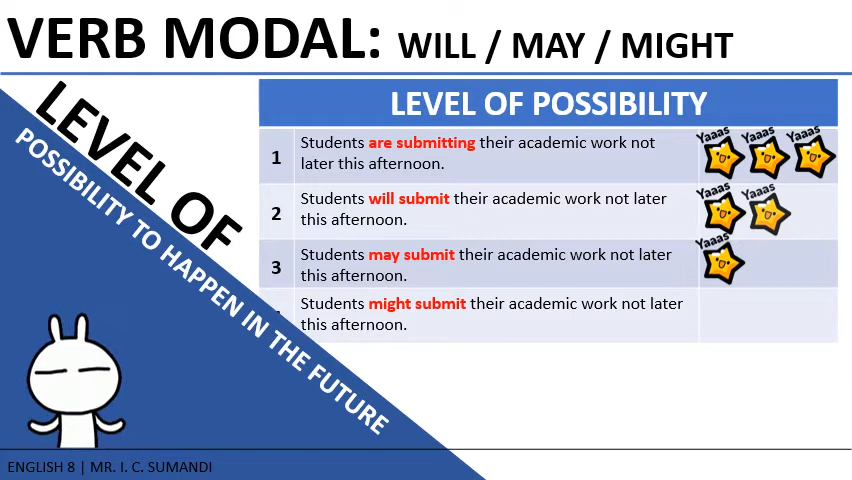 VERB MODAL: WILL / MAY / MIGHT
LEVEL OF
POSSIBILITY TO HAPPEN IN THE FUTURE
LEVEL OF POSSIBILITY
1
Students are submitting their academic work not
later this afternoon.
Yaaas Yaaas Yaaas
2
Students will submit their academic work not later
this afternoon.
Yaaas Yaaas
3
Students may submit their academic work not later
this afternoon.
Yaaas
Students might submit their academic work not later
this afternoon.
ENGLISH 8 | MR. I. C. SUMANDI